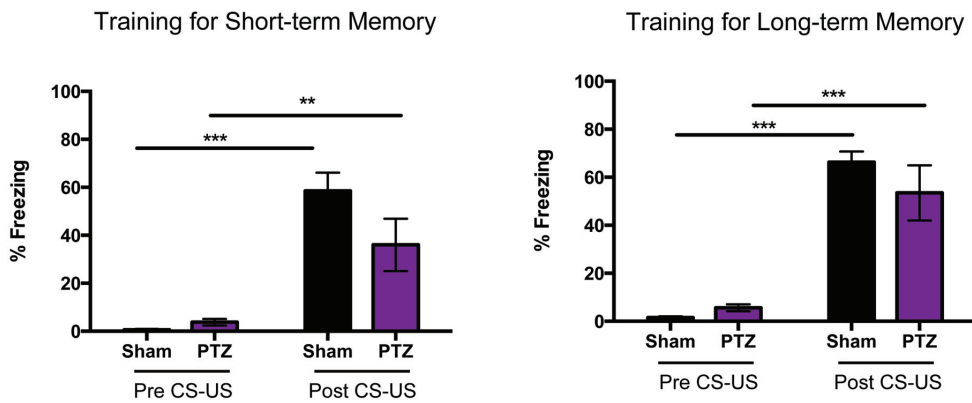 Training for Short-term Memory
100
80
60
40
20
0
% Freezing
***
**
Sham PTZ Sham PTZ
Pre CS-US Post CS-US
Training for Long-term Memory
100
80
60
40
20
0
% Freezing
***
***
Sham PTZ Sham PTZ
Pre CS-US Post CS-US